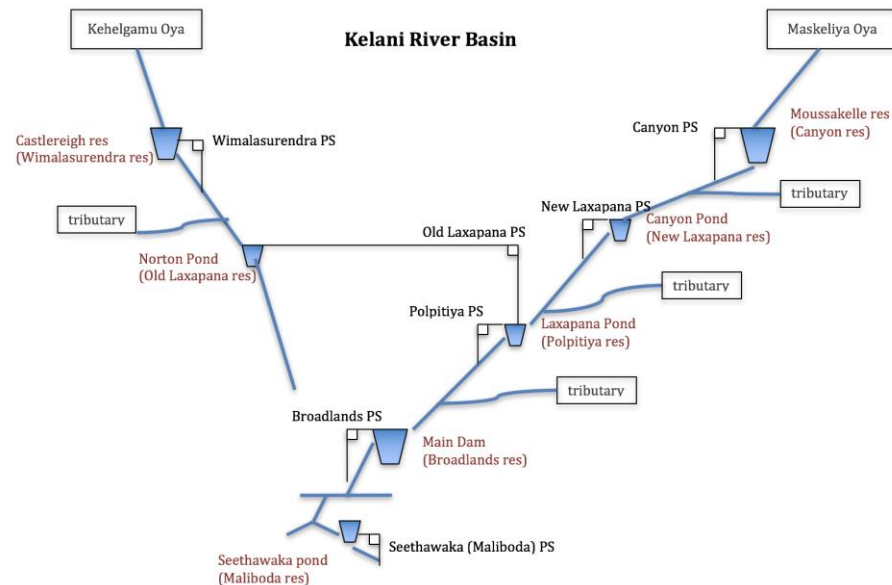 Kehelgamu Oya
Kelani River Basin
Maskeliya Oya
Castlereigh res
(Wimalasurendra res)
Wimalasurendra PS
Canyon PS
Moussakelle res
(Canyon res)
tributary
tributary
New Laxapana PS
Canyon Pond
(New Laxapana res)
Old Laxapana PS
Norton Pond
(Old Laxapana res)
tributary
Polpitiya PS
Laxapana Pond
(Polpitiya res)
tributary
Broadlands PS
Main Dam
(Broadlands res)
Seethawaka (Maliboda) PS
Seethawaka pond
(Maliboda res)